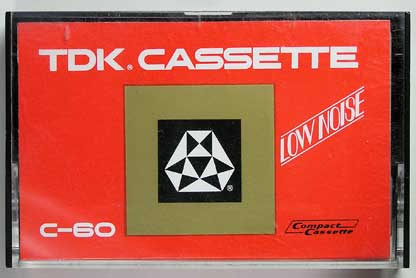 TDK® CASSETTE
LOW NOISE
®
C-60
Compact
Cassette